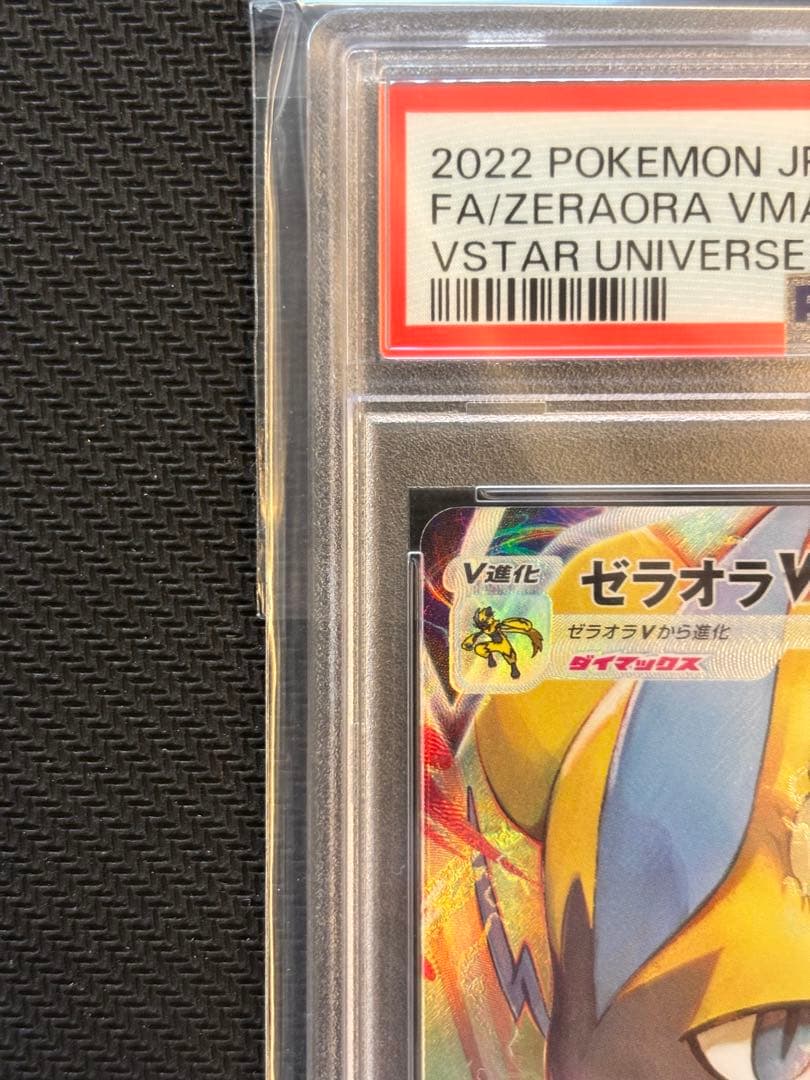 2022 POKEMON JP
FA/ZERAORA VMA
VSTAR UNIVERSE
V進化
ゼラオラV
ゼラオラVから進化
ダイマックス